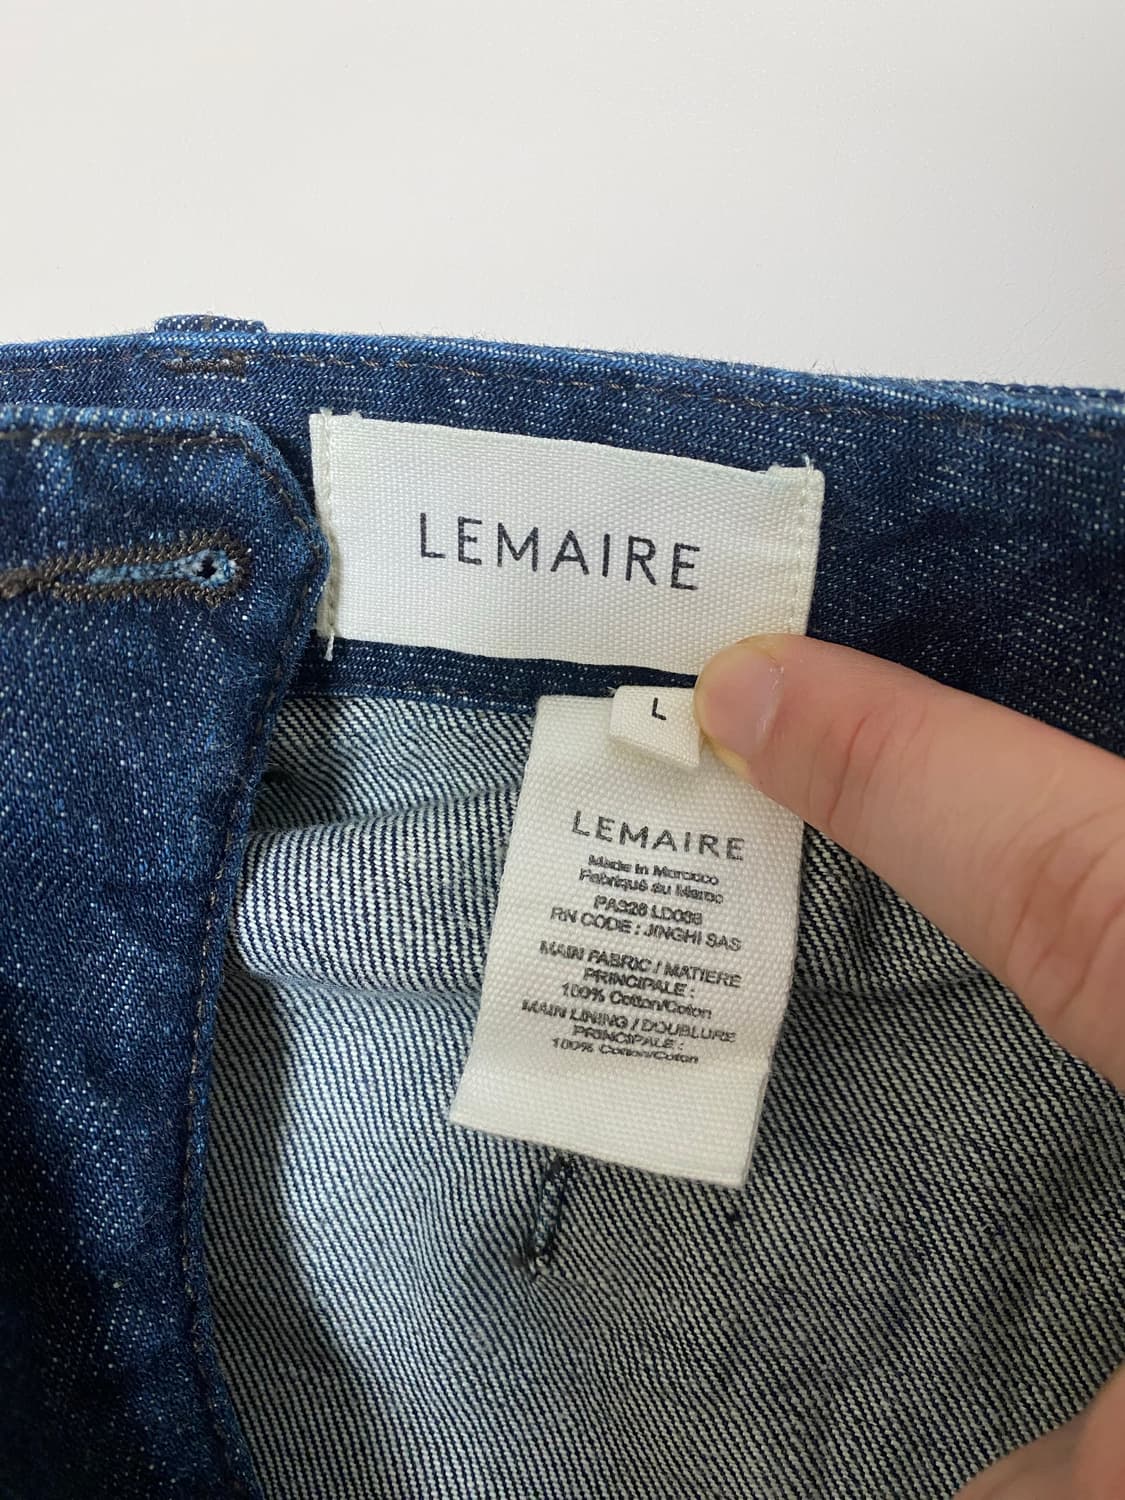 LEMAIRE
L
LEMAIRE
Made in Morocco
Fabriqué au Maroc
PA326 LD038
RN CODE : JINGHI SAS
MAIN FABRIC / MATIERE
PRINCIPALE :
100% Cotton/Coton
MAIN LINING / DOUBLURE
PRINCIPALE :
100% Cotton/Coton